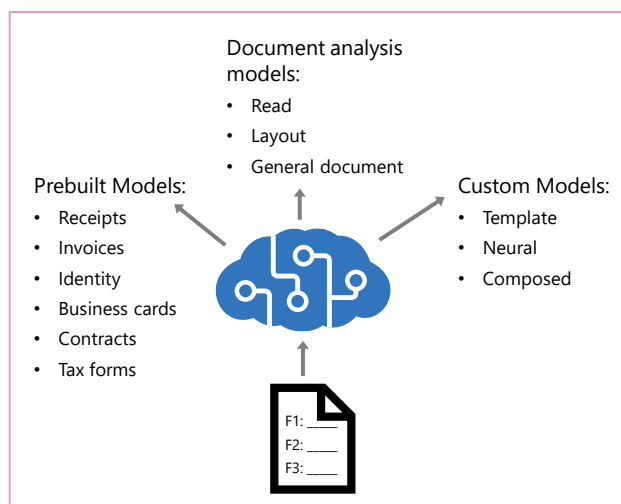 Document analysis
models:
• Read
• Layout
• General document
Prebuilt Models:
• Receipts
• Invoices
• Identity
• Business cards
• Contracts
• Tax forms
Custom Models:
• Template
• Neural
• Composed
F1: ____
F2: ____
F3: ____